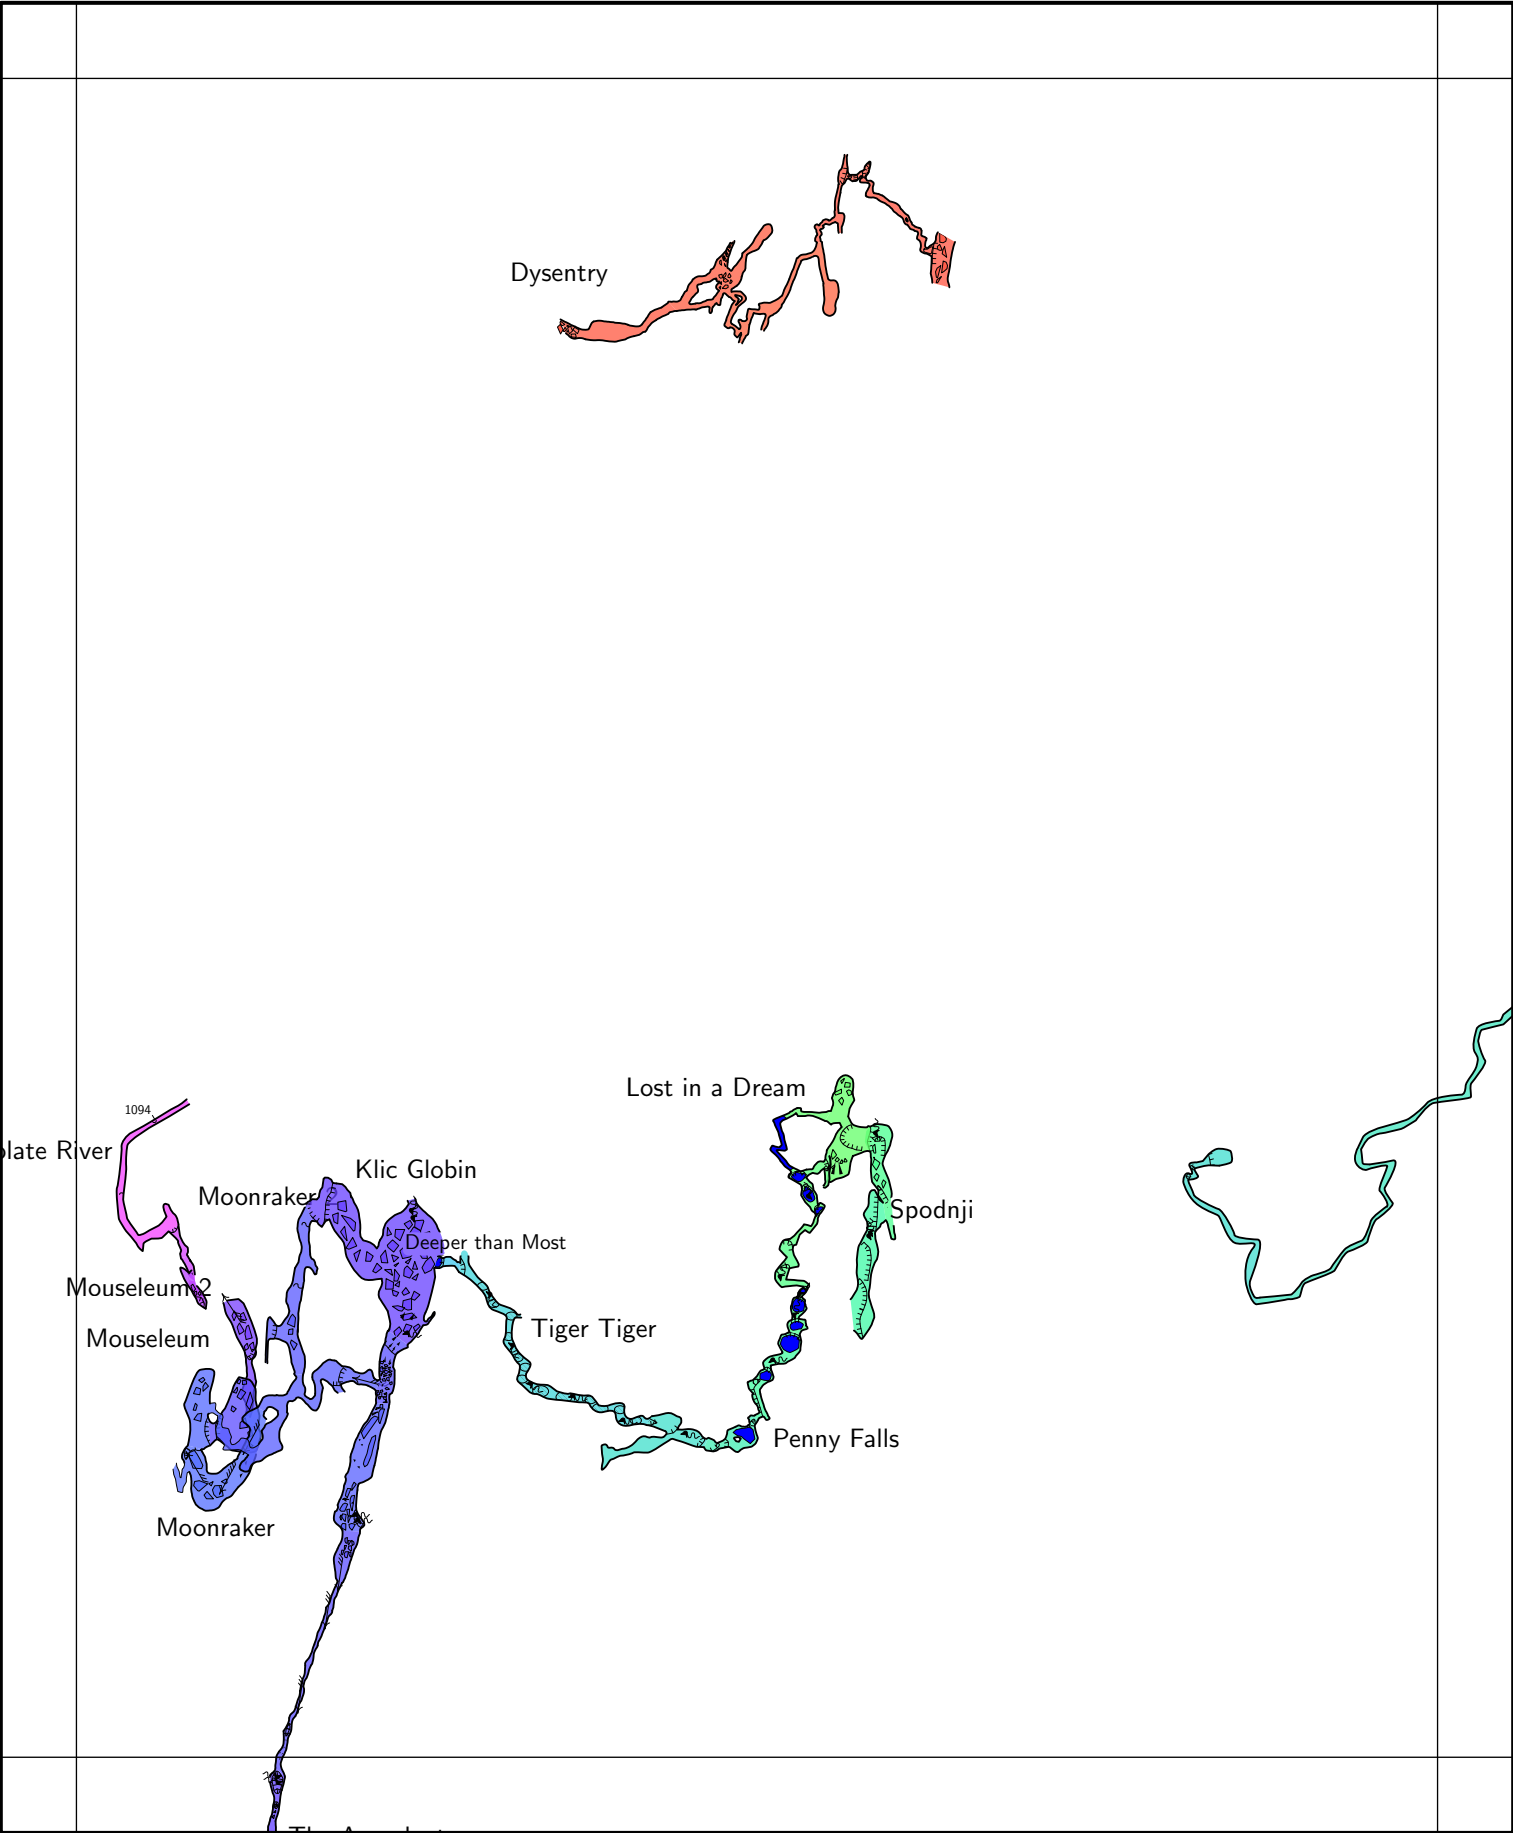 Dysentry
Lost in a Dream
1094
River
Klic Globin
Moonraker
Spodnji
Deeper than Most
Mouseleum 2
Tiger Tiger
Mouseleum
Penny Falls
Moonraker